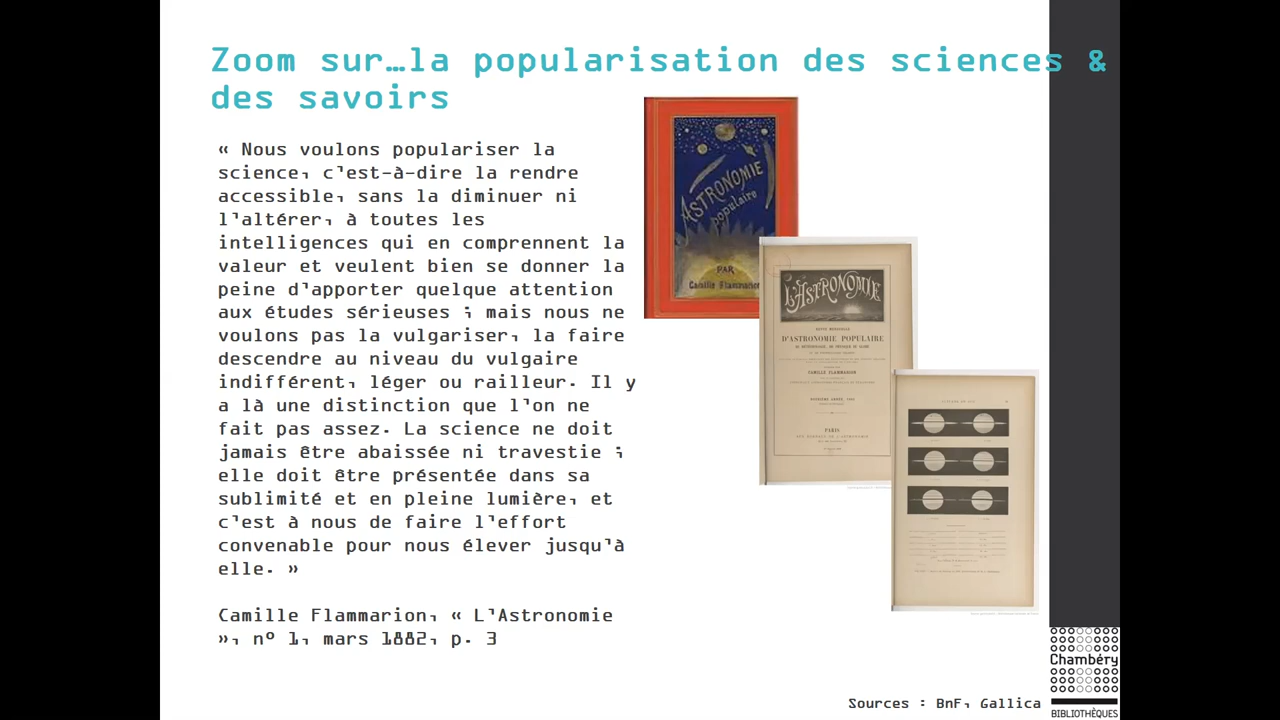 Zoom sur…la popularisation des sciences &
des savoirs
« Nous voulons populariser la
science, c'est-à-dire la rendre
accessible, sans la diminuer ni
l'altérer, à toutes les
intelligences qui en comprennent la
valeur et veulent bien se donner la
peine d'apporter quelque attention
aux études sérieuses ; mais nous ne
voulons pas la vulgariser, la faire
descendre au niveau du vulgaire
indifférent, léger ou railleur. Il y
a là une distinction que l'on ne
fait pas assez. La science ne doit
jamais être abaissée ni travestie ;
elle doit être présentée dans sa
sublimité et en pleine lumière, et
c'est à nous de faire l'effort
convenable pour nous élever jusqu'à
elle. »
Camille Flammarion, « L'Astronomie
», n° 1, mars 1882, p. 3
ASTRONOMIE
populaire
PAR
Camille Flammarion
L'ASTRONOMIE
REVUE MENSUELLE
D'ASTRONOMIE POPULAIRE
CAMILLE FLAMMARION
PARIS
Sources : BnF, Gallica
Chambéry
BIBLIOTHÈQUES